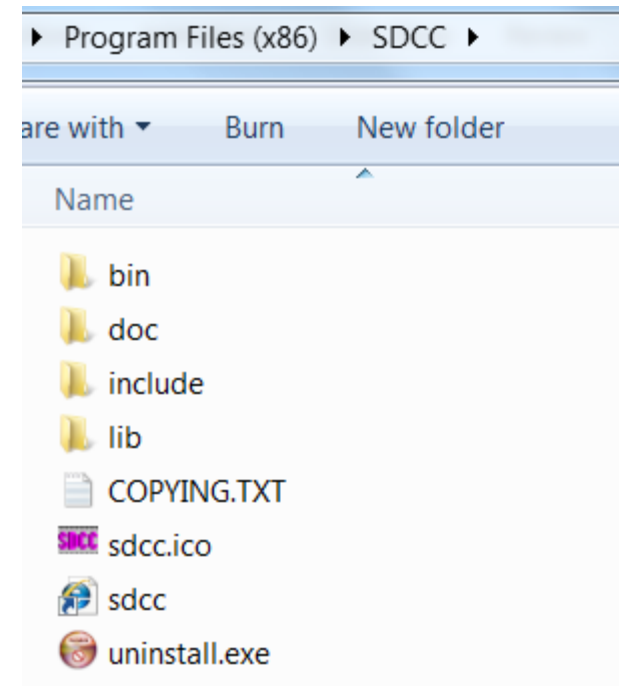 Program Files (x86) SDCC
are with Burn New folder
Name
bin
doc
include
lib
COPYING.TXT
SDCC sdcc.ico
sdcc
uninstall.exe